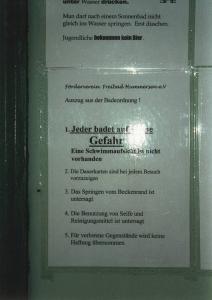 unter Wasser drücken.
Man darf nach einem Sonnenbad nicht
gleich ins Wasser springen. Erst duschen.
Jugendliche bekommen kein Bier.
Förderverein Freibad Hummersen e.V
Auszug aus der Badeordnung !
1. Jeder badet auf
Gefahr
Eine Schwimmaufsicht ist nicht
vorhanden
2. Die Dauerkarten sind bei jedem Besuch
vorzuzeigen
3. Das Springen vom Beckenrand ist
untersagt
4. Die Benutzung von Seife und
Reinigungsmittel ist untersagt
5. Für verlorene Gegenstände wird keine
Haftung übernommen